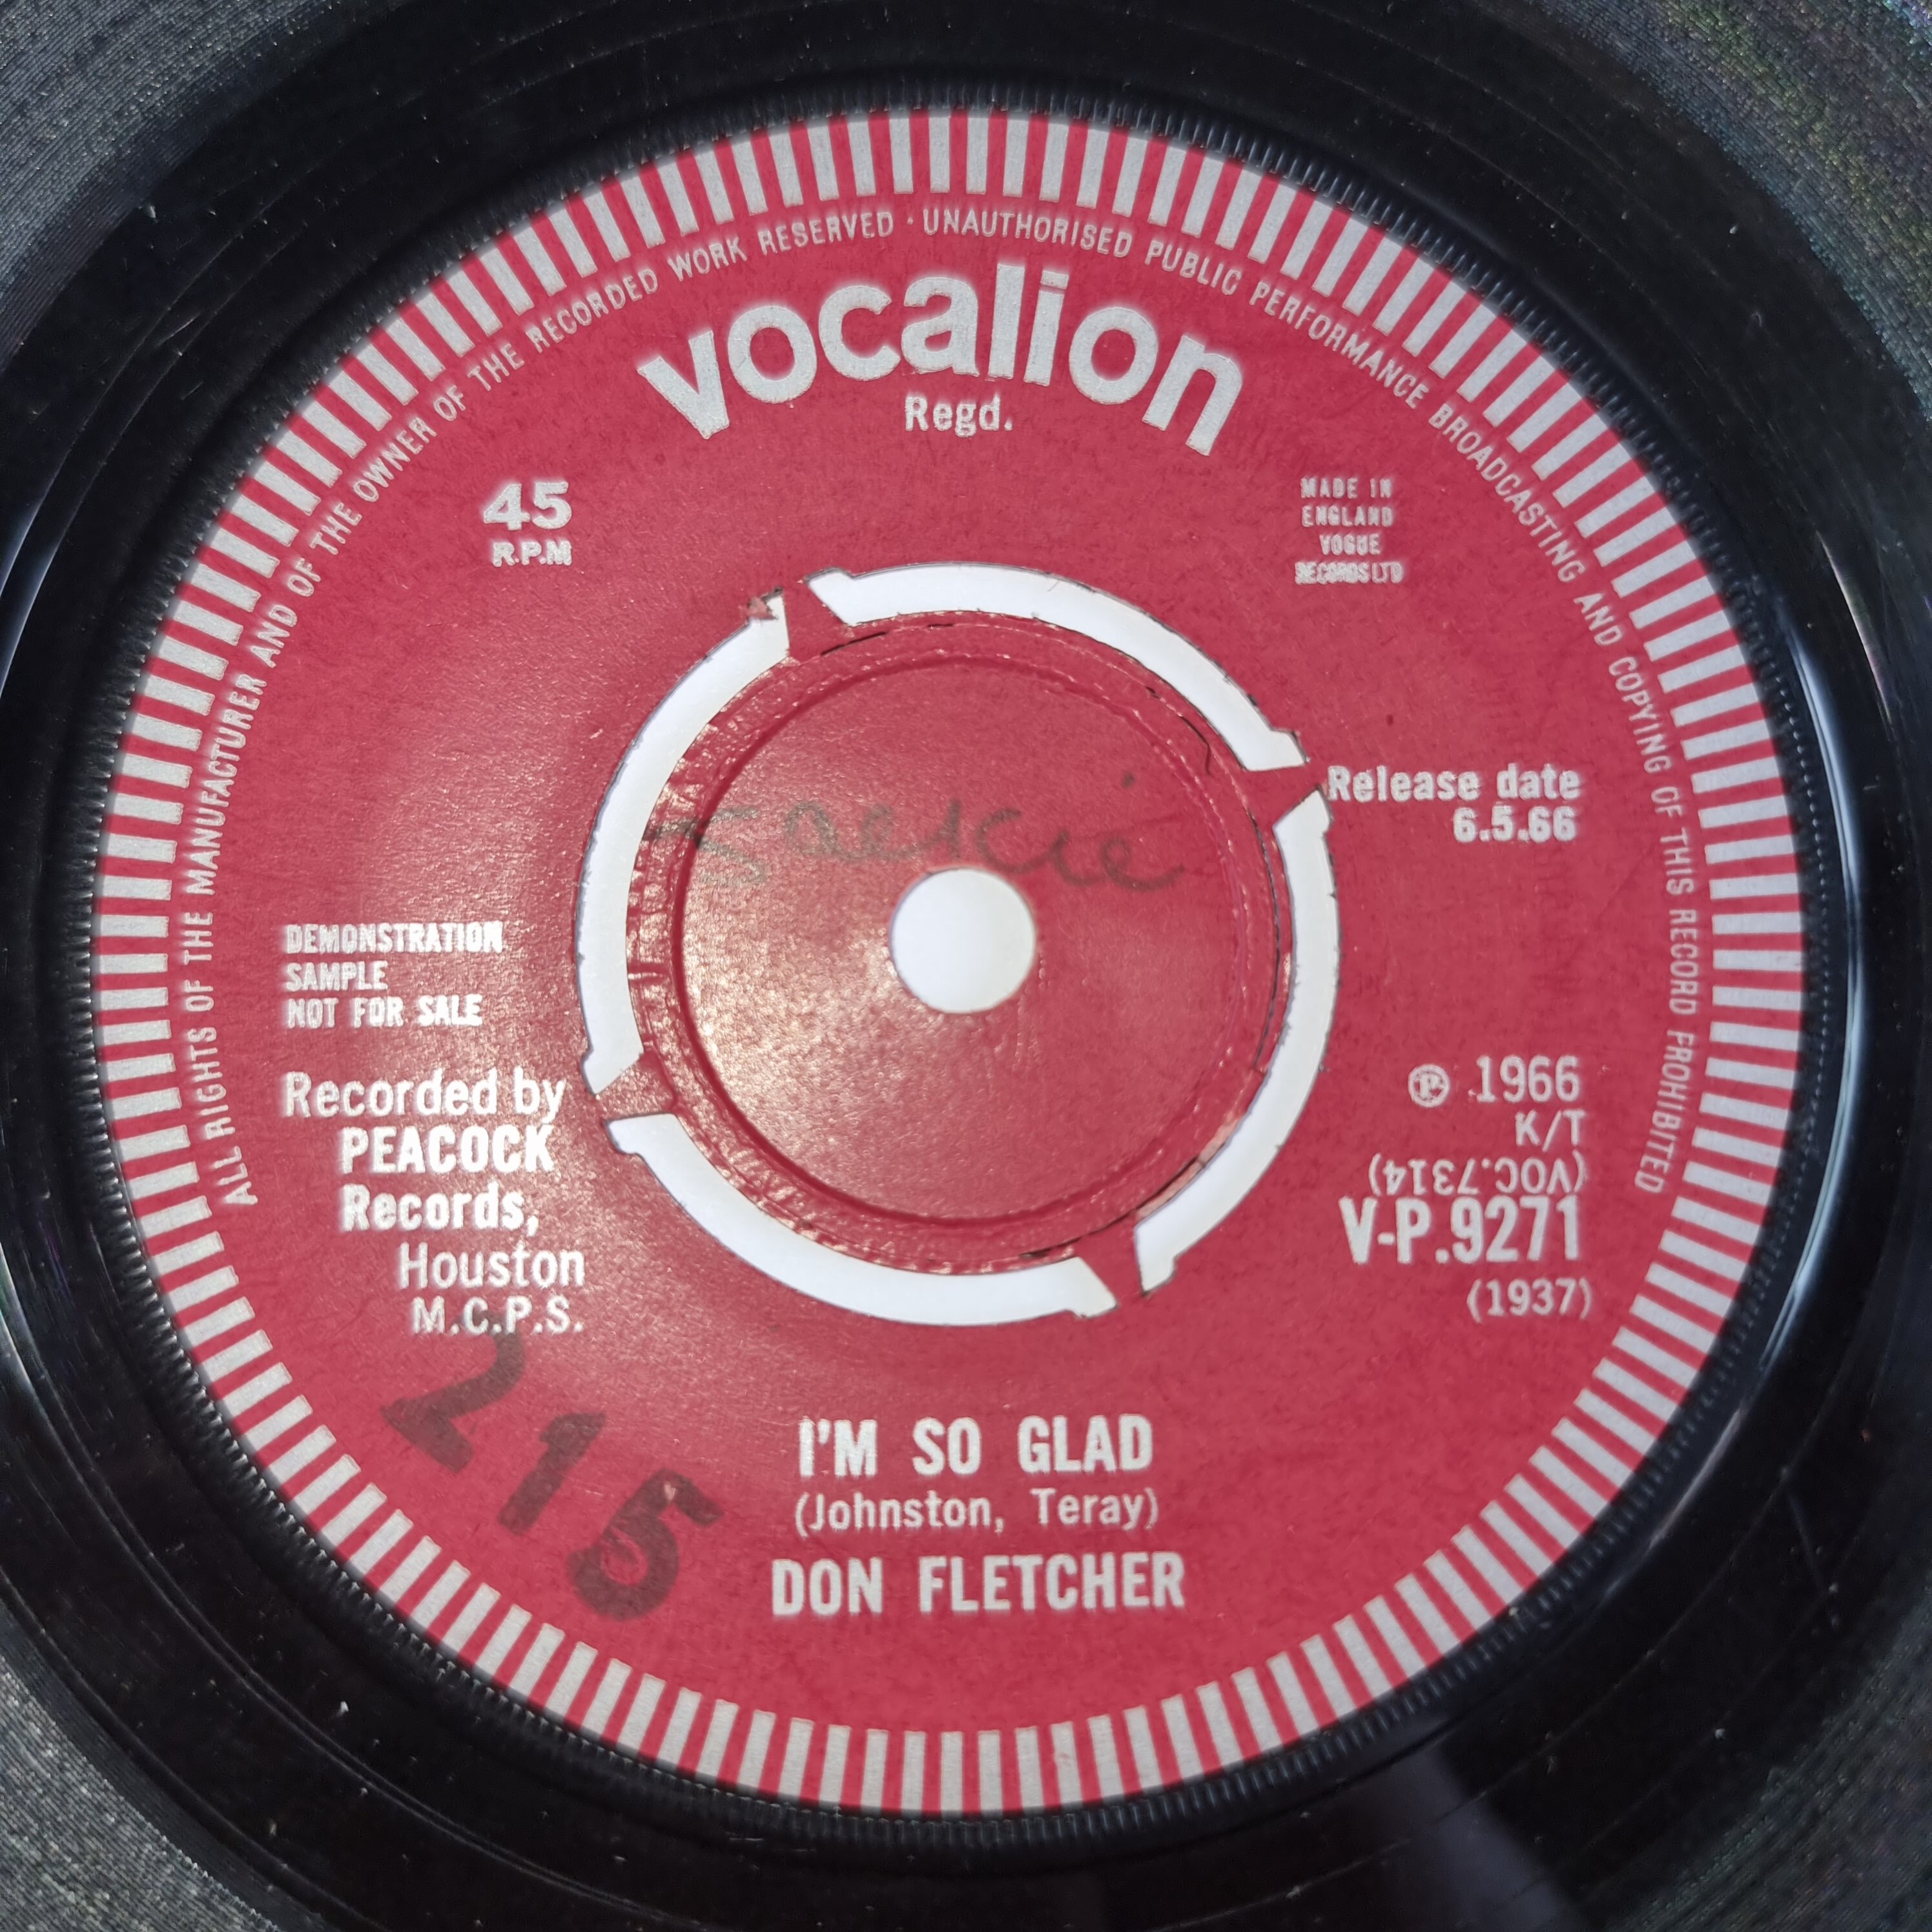 ALL RIGHTS OF THE MANUFACTURER AND OF THE OWNER OF THE RECORDED WORK RESERVED · UNAUTHORISED PUBLIC PERFORMANCE BROADCASTING AND COPYING OF THIS RECORD PROHIBITED
vocalion
Regd.
45
R.P.M
MADE IN
ENGLAND
VOGUE
RECORDS LTD
Jackie
Release date
6.5.66
DEMONSTRATION
SAMPLE
NOT FOR SALE
Recorded by
PEACOCK
Records,
Houston
M.C.P.S.
℗ 1966
K/T
(VOC.7314)
V-P.9271
(1937)
215
I'M SO GLAD
(Johnston, Teray)
DON FLETCHER